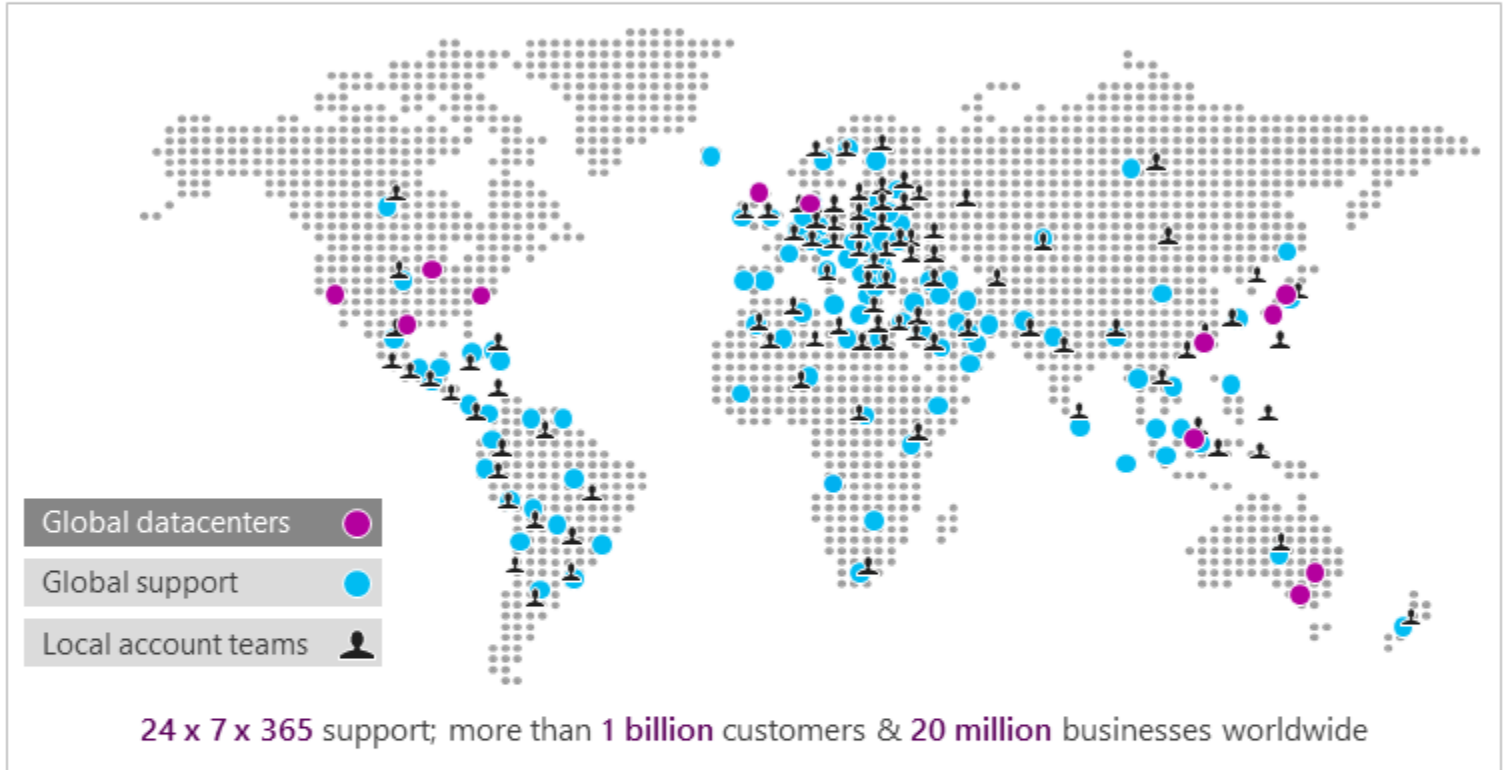 Global datacenters
Global support
Local account teams
24 x 7 x 365 support; more than 1 billion customers & 20 million businesses worldwide